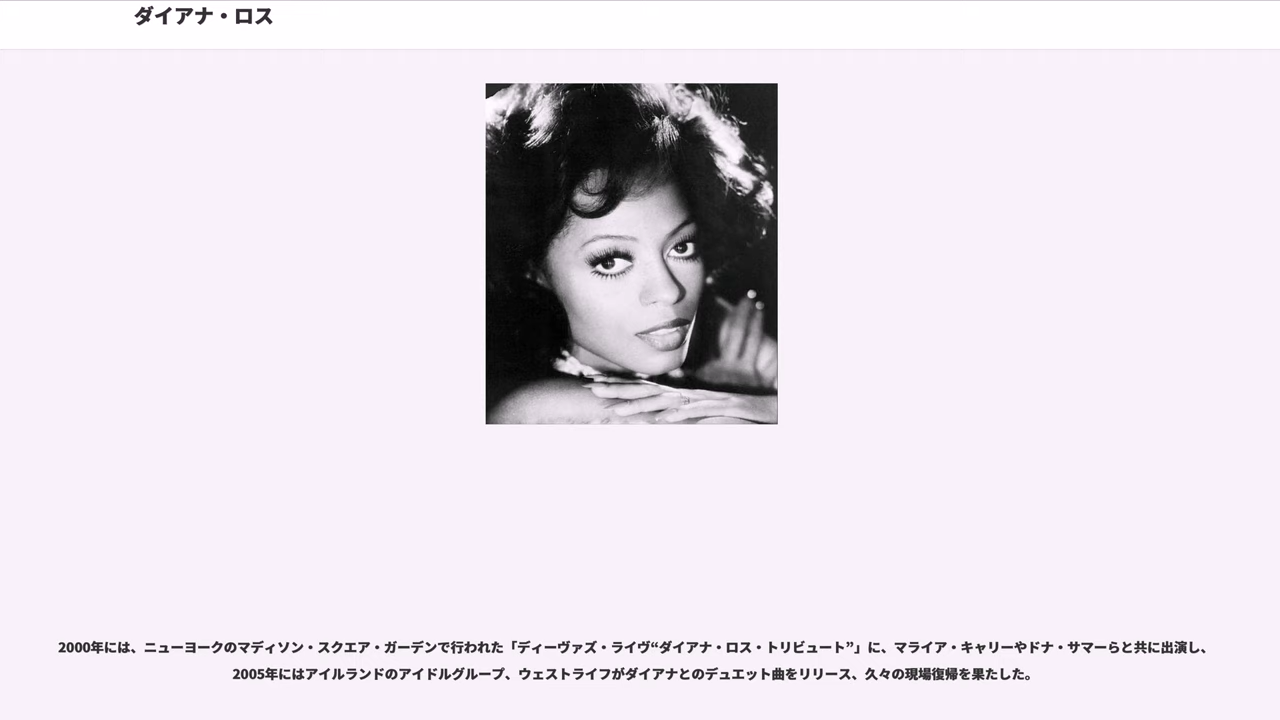 ダイアナ・ロス
2000年には、ニューヨークのマディソン・スクエア・ガーデンで行われた「ディーヴァズ・ライヴ“ダイアナ・ロス・トリビュート”」に、マライア・キャリーやドナ・サマーらと共に出演し、
2005年にはアイルランドのアイドルグループ、ウェストライフがダイアナとのデュエット曲をリリース、久々の現場復帰を果たした。